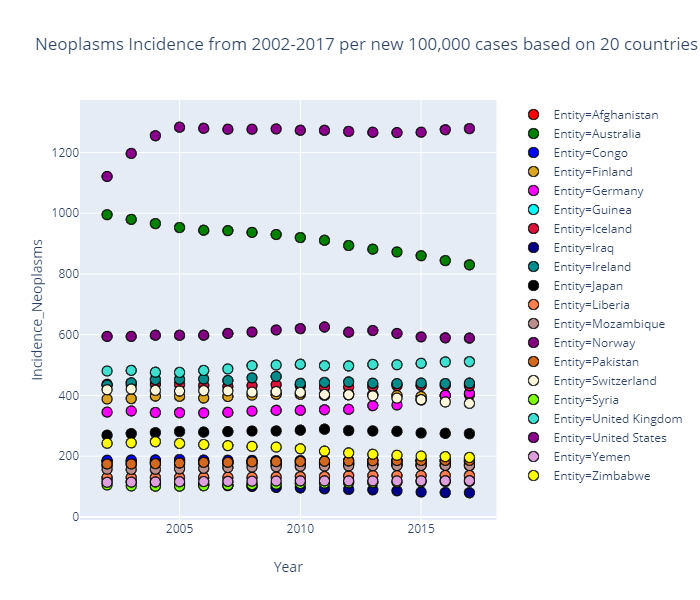 Neoplasms Incidence from 2002-2017 per new 100,000 cases based on 20 countries
Entity=Afghanistan
Entity=Australia
Entity=Congo
Entity=Finland
Entity=Germany
Entity=Guinea
Entity=Iceland
Entity=Iraq
Entity=Ireland
Entity=Japan
Entity=Liberia
Entity=Mozambique
Entity=Norway
Entity=Pakistan
Entity=Switzerland
Entity=Syria
Entity=United Kingdom
Entity=United States
Entity=Yemen
Entity=Zimbabwe
Incidence_Neoplasms
1200
1000
800
600
400
200
0
2005
2010
2015
Year